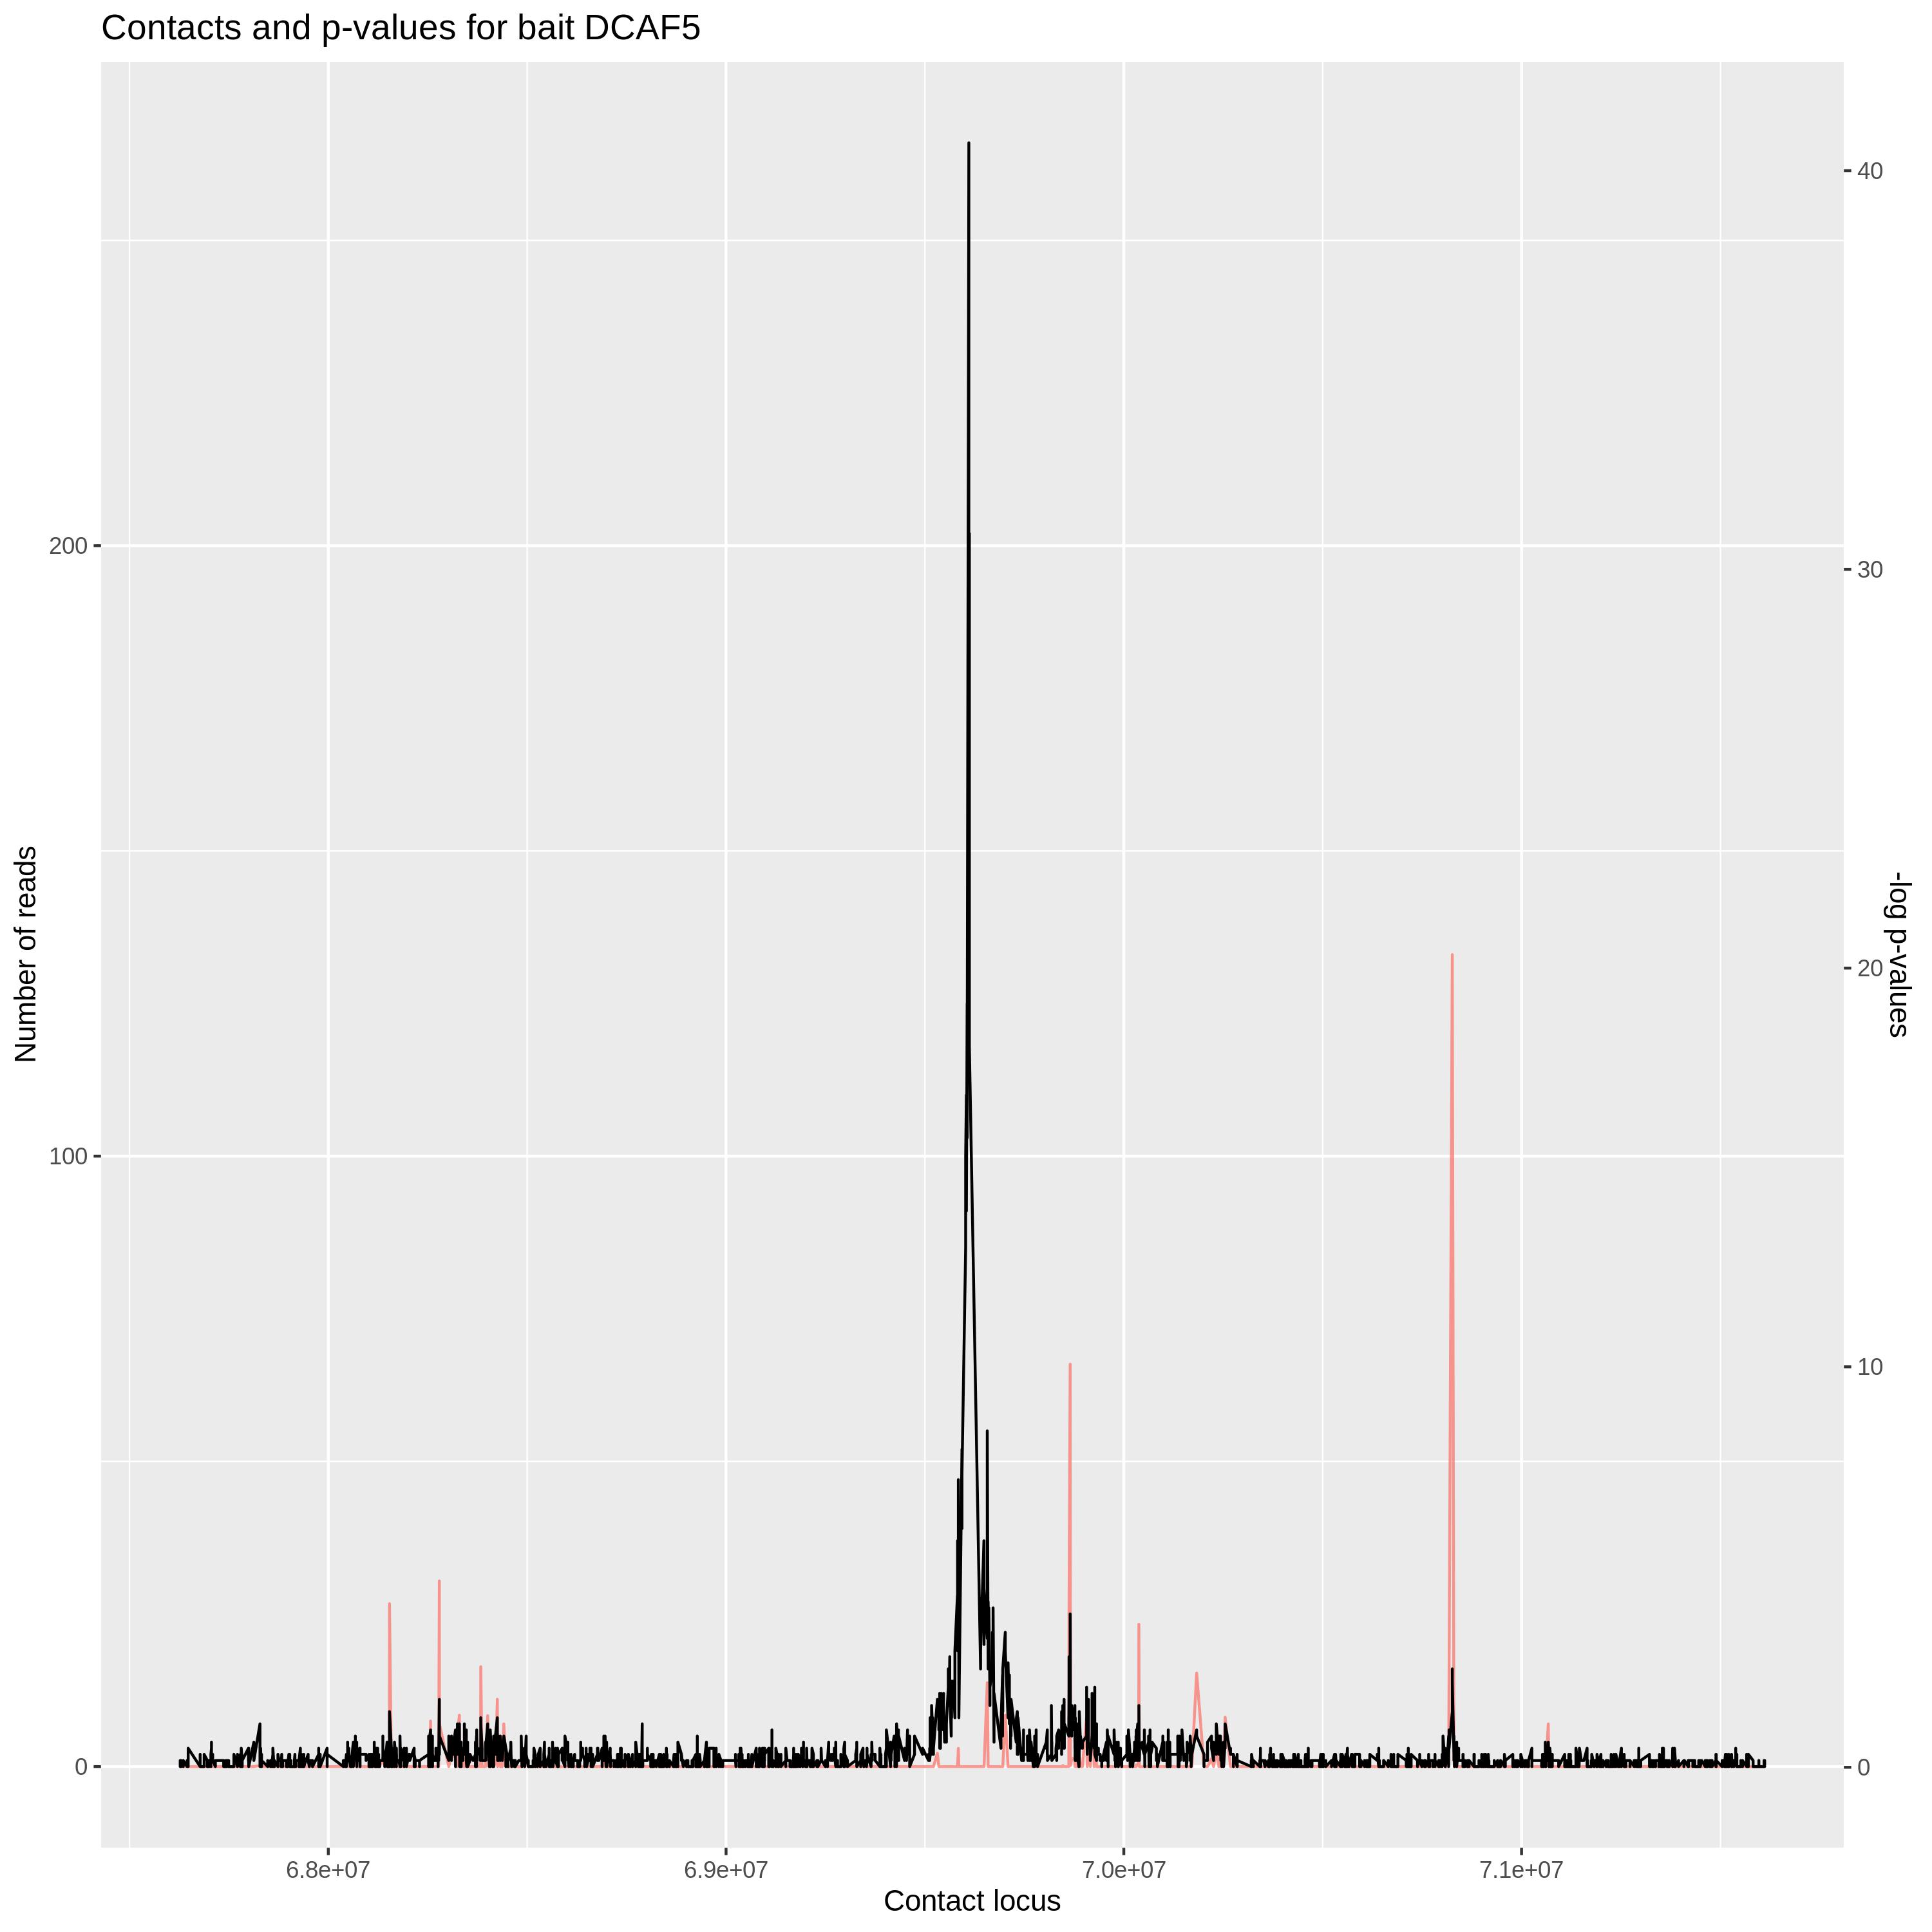 Contacts and p-values for bait DCAF5
Number of reads
200
100
0
40
30
20
10
0
-log p-values
6.8e+07
6.9e+07
7.0e+07
7.1e+07
Contact locus